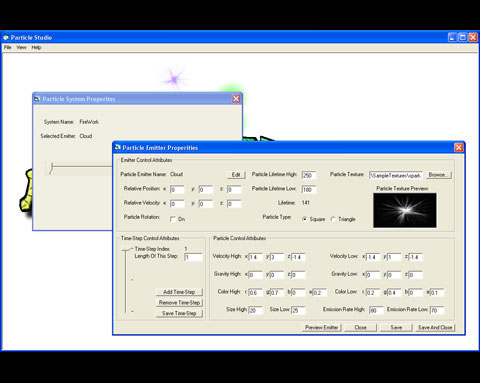 Particle Studio
File View Help
Particle System Properities
System Name: FireWork
Selected Emitter: Cloud
Particle Emitter Properities
Emitter Control Attributes
Particle Emitter Name: Cloud Edit Particle Lifetime High: 250 Particle Texture: \SampleTextures\spark. Browse...
Relative Position: x 0 y 0 z 0 Particle Lifetime Low: 180 Particle Texture Preview
Relative Velocity: x 0 y 0 z 0 Lifetime: 141
Particle Rotation: On Particle Type Square Triangle
Time-Step Control Attributes
Time-Step Index: 1
Length Of This Step: 1
Add Time-Step
Remove Time-Step
Save Time-Step
Particle Control Attributes
Velocity High: x 1.4 y 3 z -1.4 Velocity Low: x -1.4 y 1 z -1.4
Gravity High: x 0 y 0 z 0 Gravity Low: x 0 y 0 z 0
Color High: r 0.6 g 0.7 b 0 a 0.2 Color Low: r 0.2 g 0.4 b 0 a 0.1
Size High 20 Size Low 25 Emission Rate High: 80 Emission Rate Low: 70
Preview Emitter Close Save Save And Close